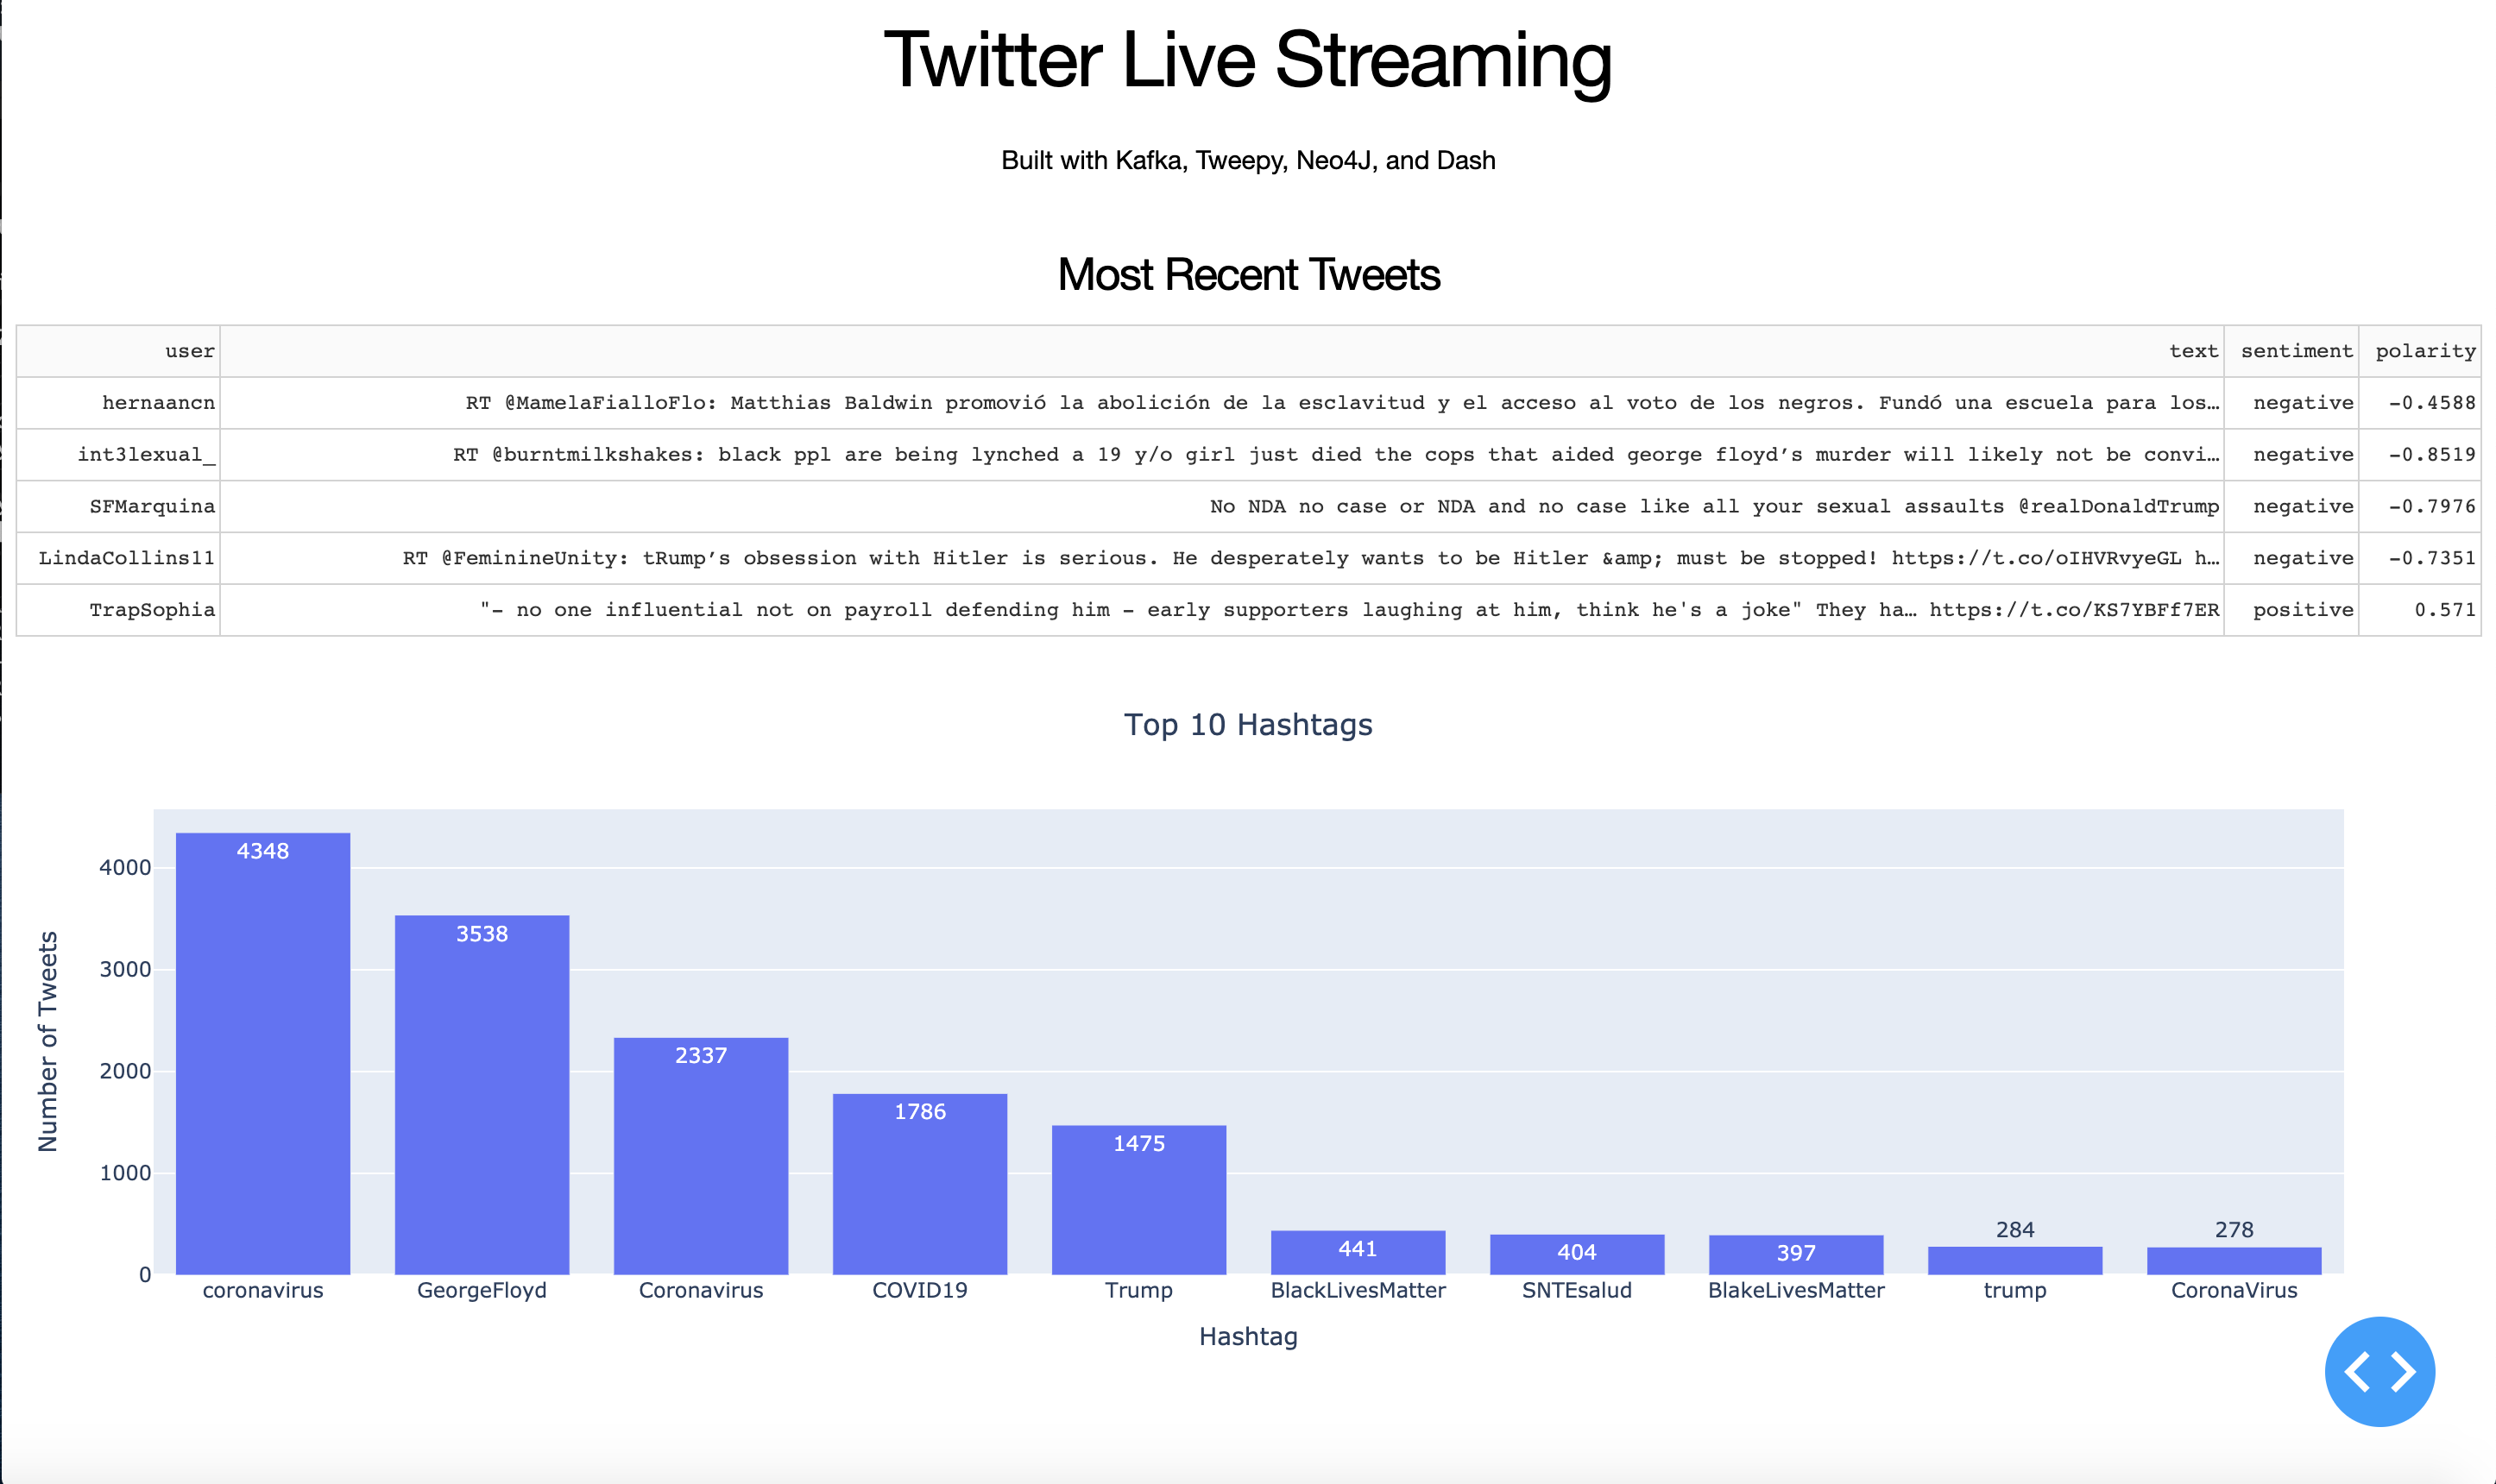 Twitter Live Streaming
Built with Kafka, Tweepy, Neo4J, and Dash
Most Recent Tweets
user text sentiment polarity
hernaancn RT @MamelaFialloFlo: Matthias Baldwin promovió la abolición de la esclavitud y el acceso al voto de los negros. Fundó una escuela para los… negative -0.4588
int3lexual_ RT @burntmilkshakes: black ppl are being lynched a 19 y/o girl just died the cops that aided george floyd’s murder will likely not be convi… negative -0.8519
SFMarquina No NDA no case or NDA and no case like all your sexual assaults @realDonaldTrump negative -0.7976
LindaCollins11 RT @FeminineUnity: tRump’s obsession with Hitler is serious. He desperately wants to be Hitler &amp; must be stopped! https://t.co/oIHVRvyeGL h… negative -0.7351
TrapSophia "- no one influential not on payroll defending him - early supporters laughing at him, think he's a joke" They ha… https://t.co/KS7YBFf7ER positive 0.571
Top 10 Hashtags
Number of Tweets
4000
3000
2000
1000
0
4348
3538
2337
1786
1475
441
404
397
284
278
coronavirus GeorgeFloyd Coronavirus COVID19 Trump BlackLivesMatter SNTEsalud BlakeLivesMatter trump CoronaVirus
Hashtag